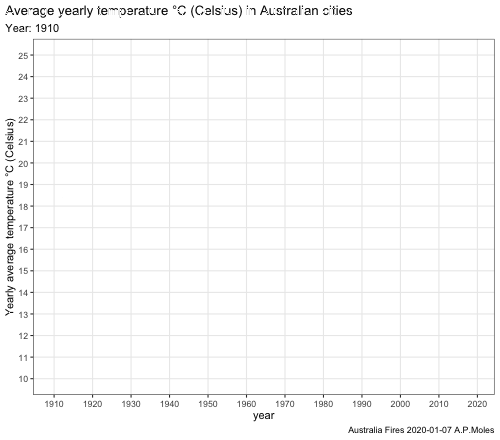 Average yearly temperature °C (Celsius) in Australian cities
Year: 1910
Yearly average temperature °C (Celsius)
25
24
23
22
21
20
19
18
17
16
15
14
13
12
11
10
1910 1920 1930 1940 1950 1960 1970 1980 1990 2000 2010 2020
year
Australia Fires 2020-01-07 A.P.Moles